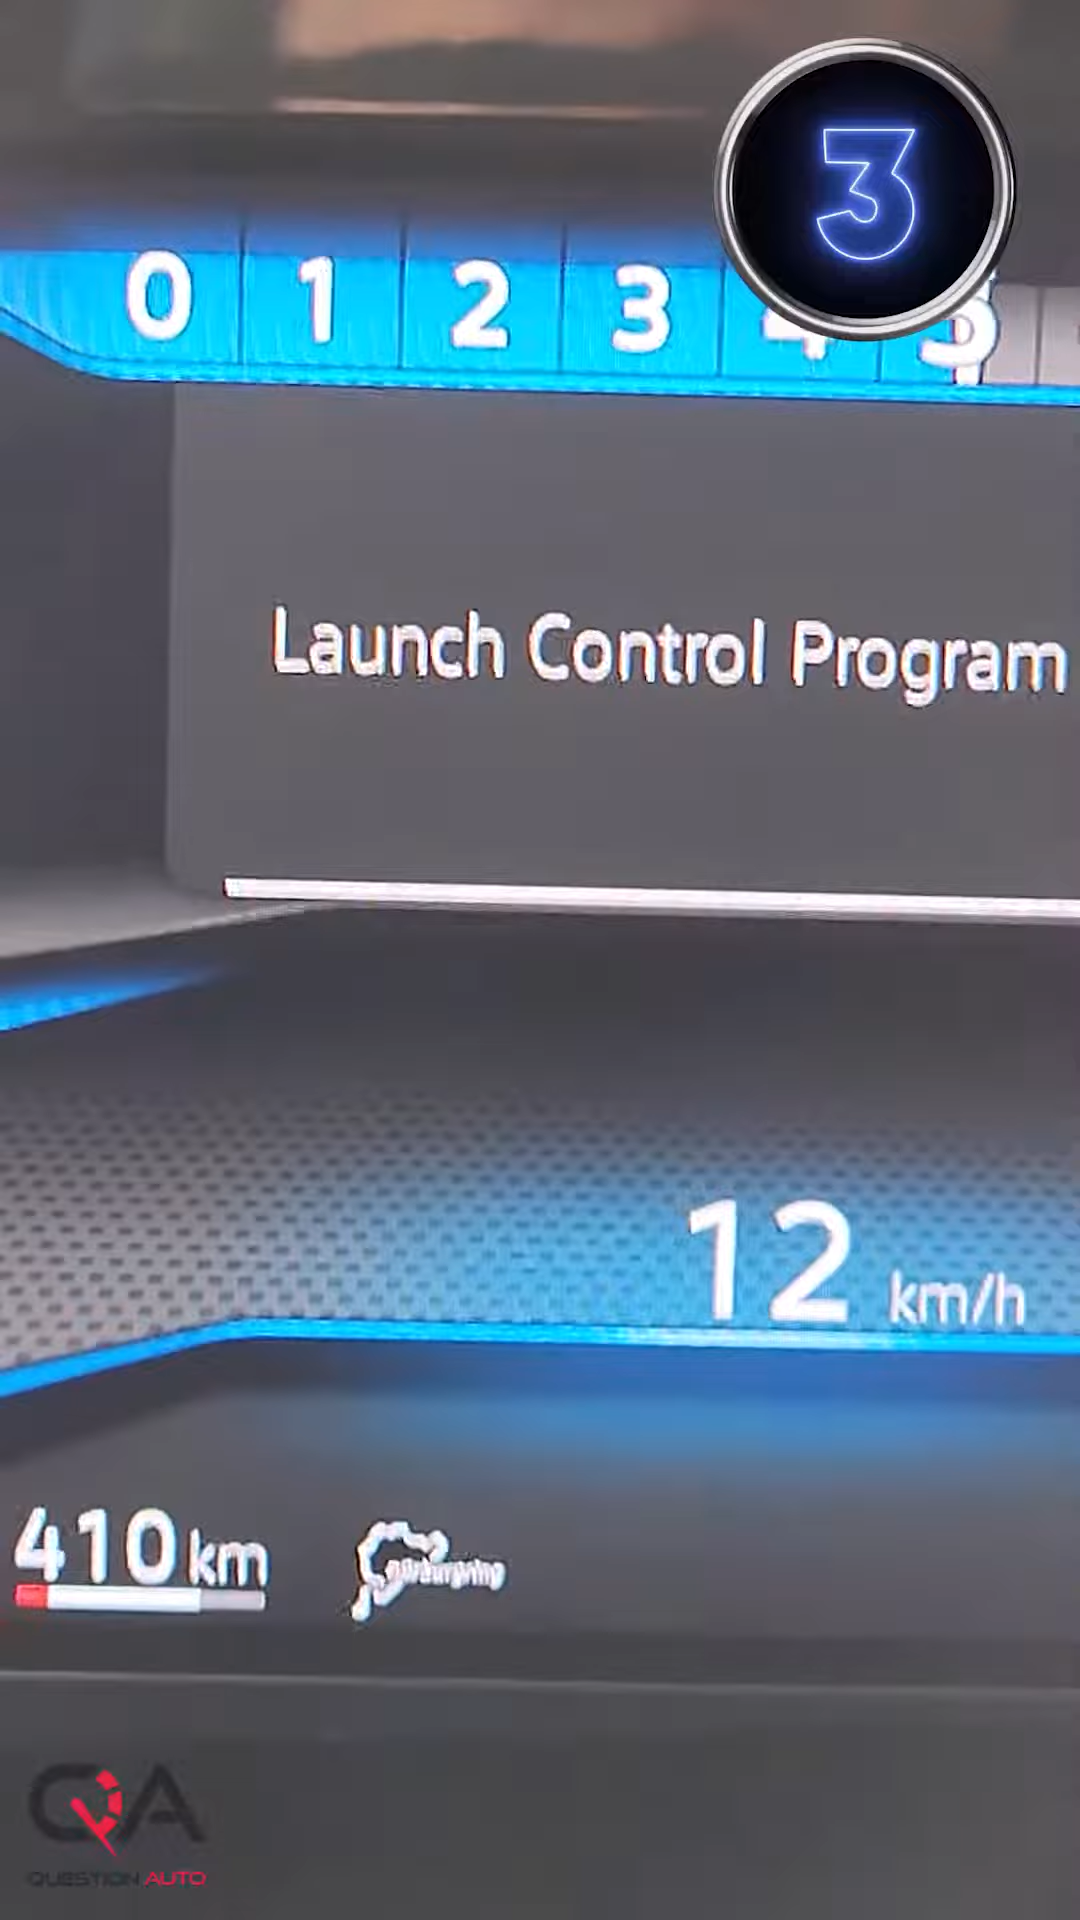 3
0 1 2 3 4 5
Launch Control Program
12 km/h
410 km
QA
QUESTION AUTO